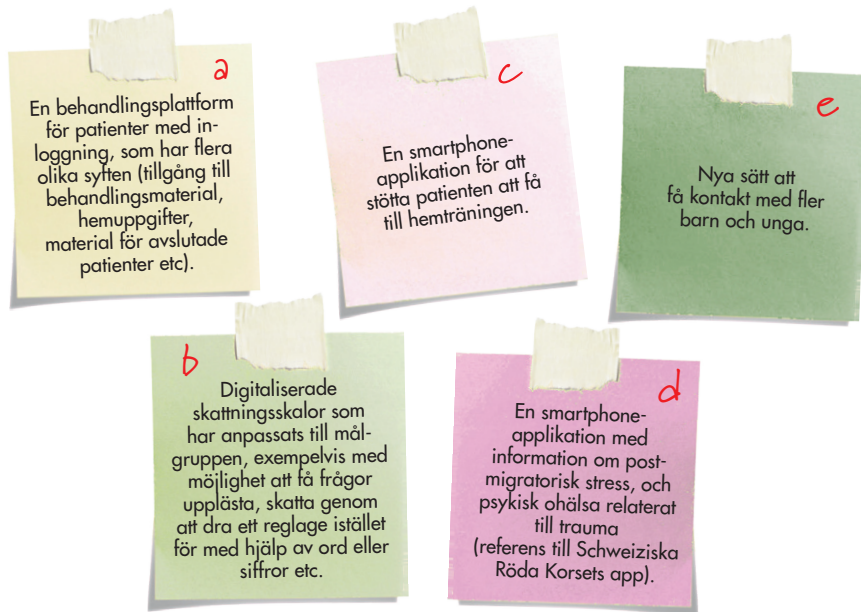 a
En behandlingsplattform
för patienter med in-
loggning, som har flera
olika syften (tillgång till
behandlingsmaterial,
hemuppgifter,
material för avslutade
patienter etc).
b
Digitaliserade
skattningsskalor som
har anpassats till mål-
gruppen, exempelvis med
möjlighet att få frågor
upplästa, skatta genom
att dra ett reglage istället
för med hjälp av ord eller
siffror etc.
c
En smartphone-
applikation för att
stötta patienten att få
till hemträningen.
d
En smartphone-
applikation med
information om post-
migratorisk stress, och
psykisk ohälsa relaterat
till trauma
(referens till Schweiziska
Röda Korsets app).
e
Nya sätt att
få kontakt med fler
barn och unga.